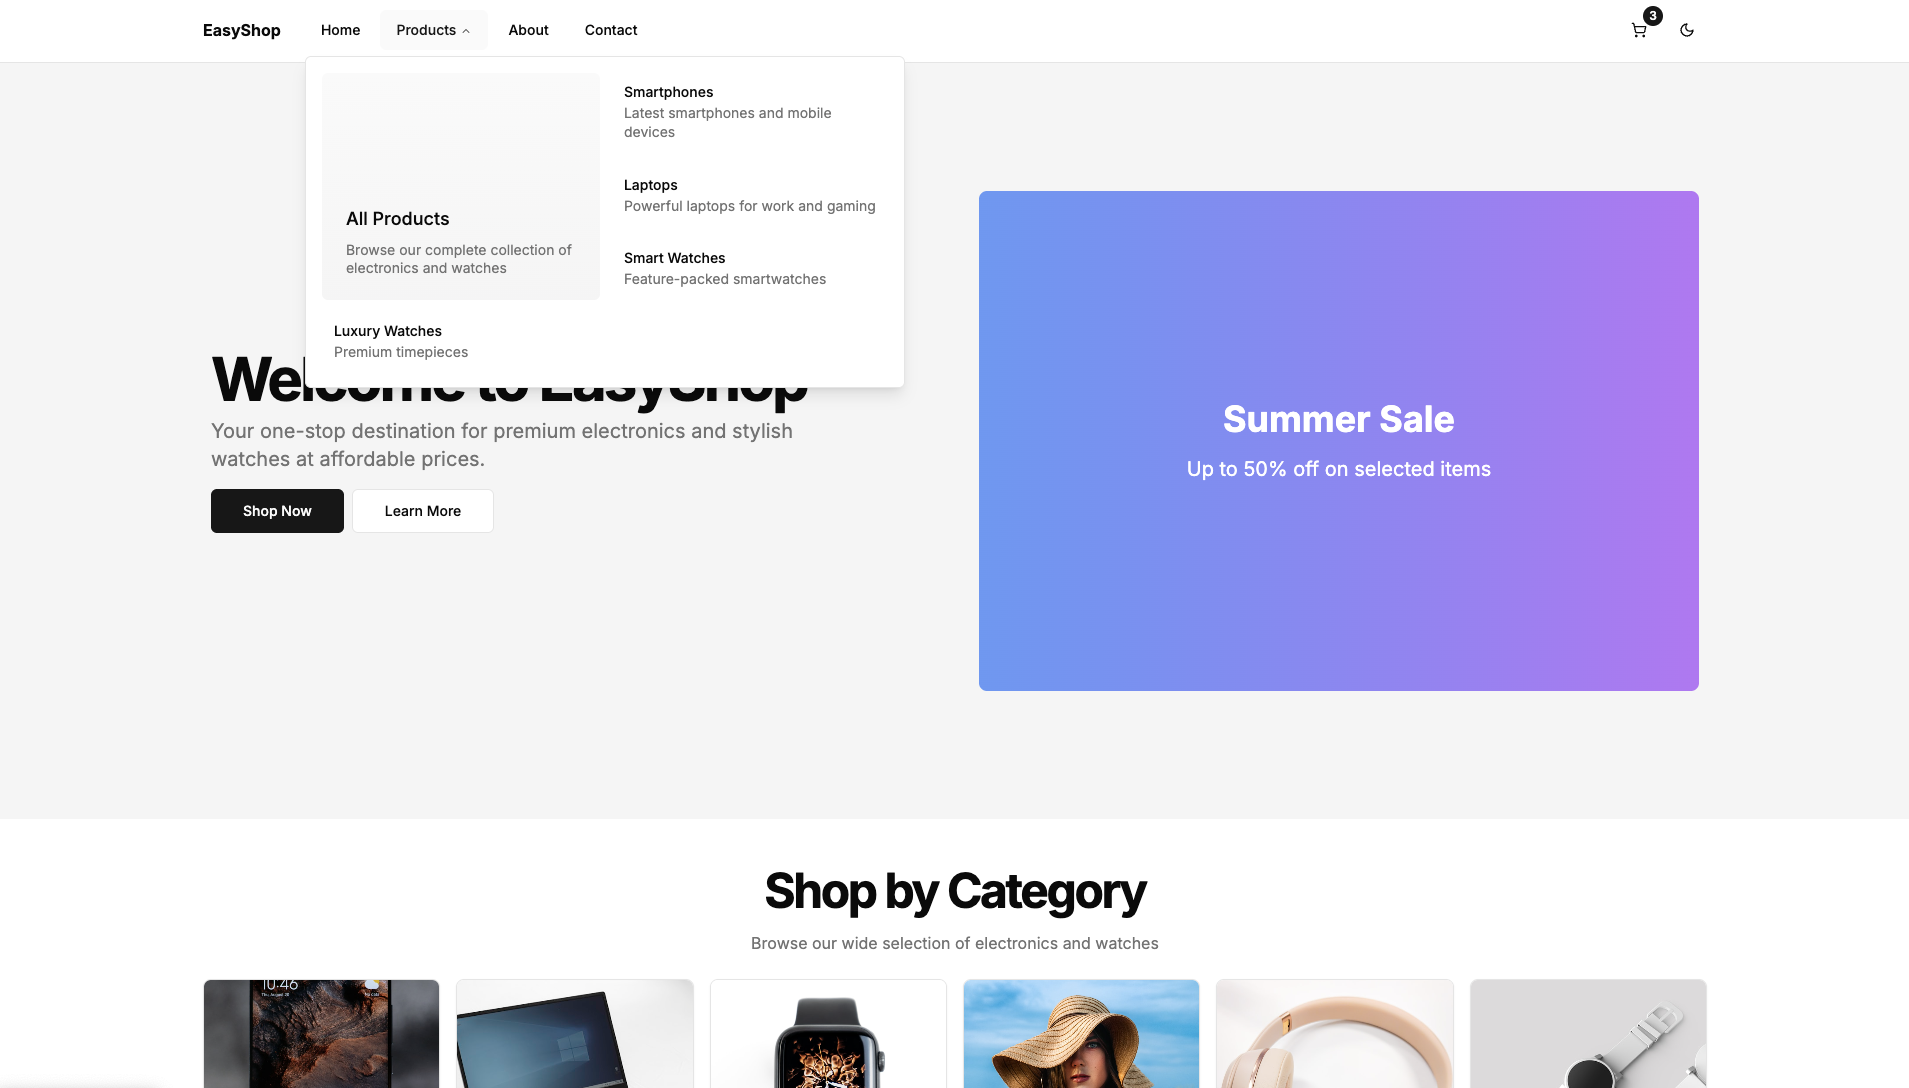 EasyShop
Home
Products
About
Contact
3
All Products
Browse our complete collection of
electronics and watches
Smartphones
Latest smartphones and mobile
devices
Laptops
Powerful laptops for work and gaming
Smart Watches
Feature-packed smartwatches
Luxury Watches
Premium timepieces
Welcome to EasyShop
Your one-stop destination for premium electronics and stylish
watches at affordable prices.
Shop Now
Learn More
Summer Sale
Up to 50% off on selected items
Shop by Category
Browse our wide selection of electronics and watches
10:46